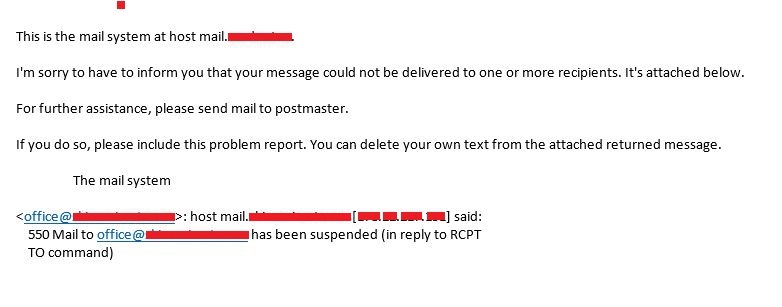 This is the mail system at host mail.
I'm sorry to have to inform you that your message could not be delivered to one or more recipients. It's attached below.
For further assistance, please send mail to postmaster.
If you do so, please include this problem report. You can delete your own text from the attached returned message.
The mail system
<office@>: host mail.[] said:
550 Mail to office@ has been suspended (in reply to RCPT
TO command)